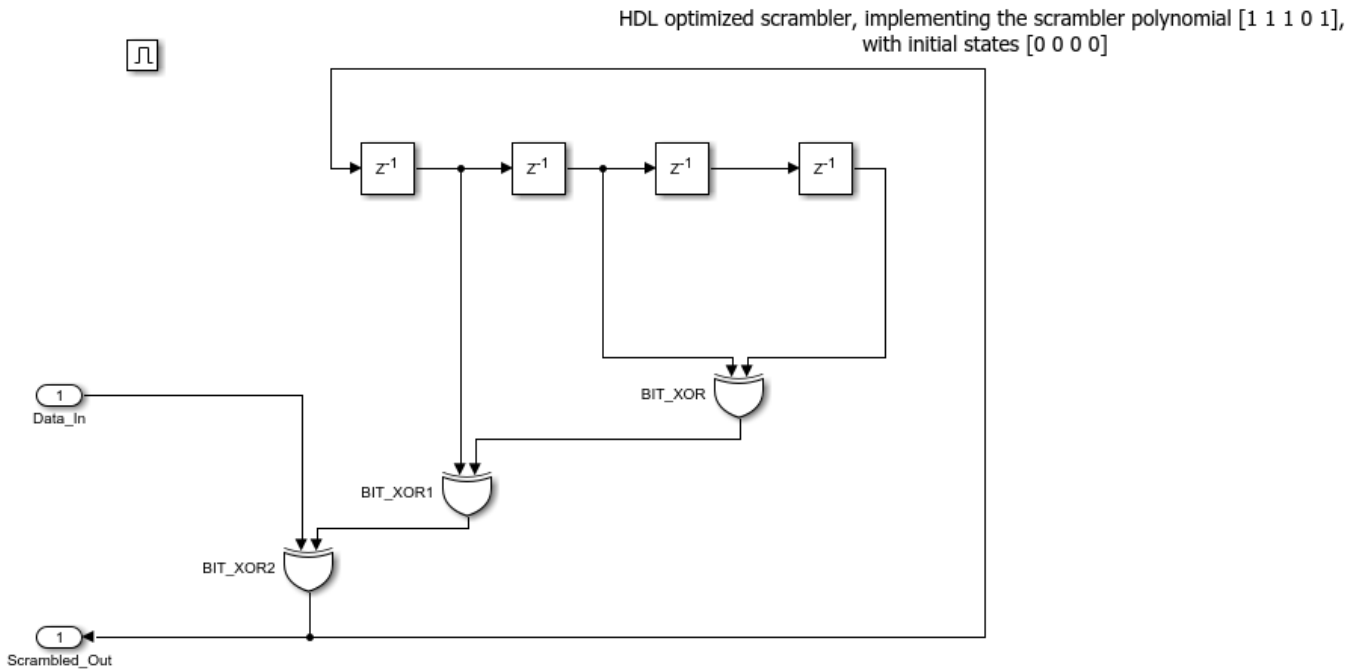 HDL optimized scrambler, implementing the scrambler polynomial [1 1 1 0 1],
with initial states [0 0 0 0]
z-1
z-1
z-1
z-1
1
Data_In
BIT_XOR
BIT_XOR1
BIT_XOR2
1
Scrambled_Out